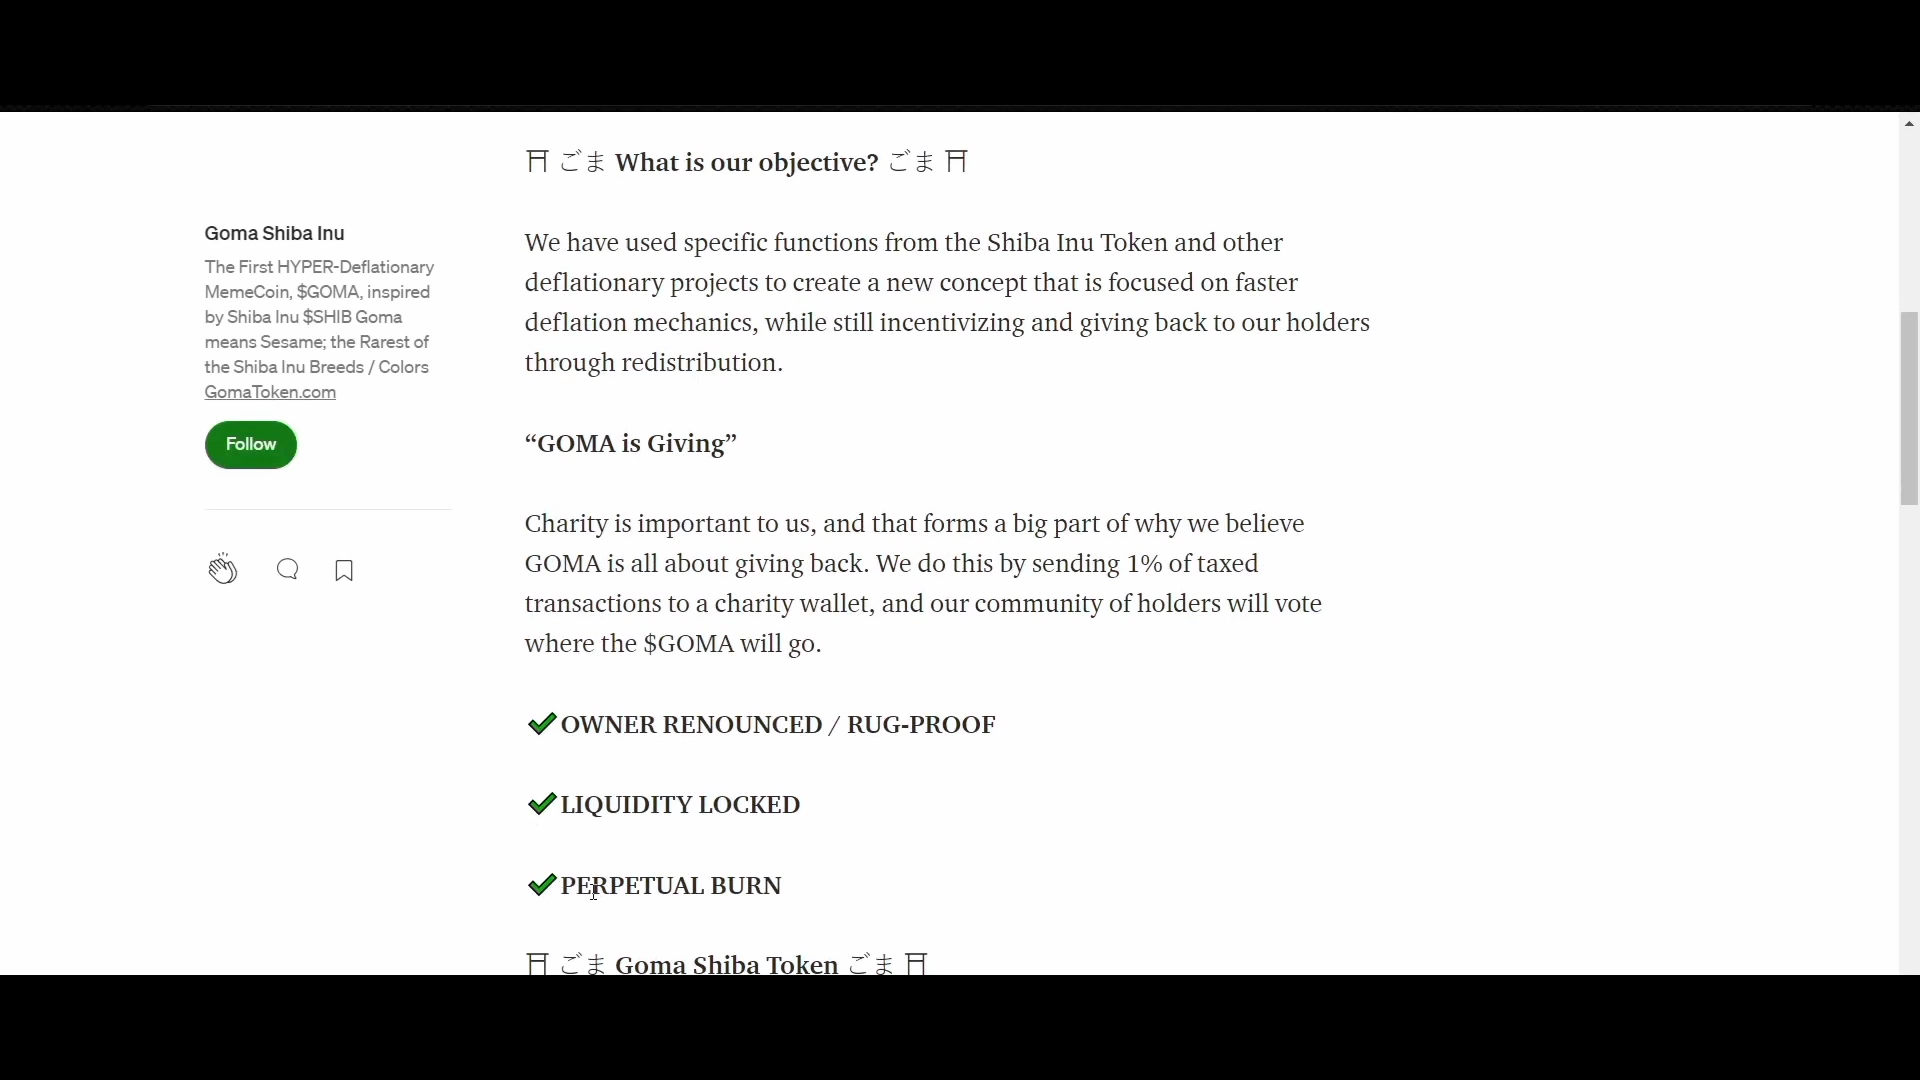 ⛩ ごま What is our objective? ごま ⛩
Goma Shiba Inu
The First HYPER-Deflationary
MemeCoin, $GOMA, inspired
by Shiba Inu $SHIB Goma
means Sesame; the Rarest of
the Shiba Inu Breeds / Colors
GomaToken.com
Follow
We have used specific functions from the Shiba Inu Token and other
deflationary projects to create a new concept that is focused on faster
deflation mechanics, while still incentivizing and giving back to our holders
through redistribution.
“GOMA is Giving”
Charity is important to us, and that forms a big part of why we believe
GOMA is all about giving back. We do this by sending 1% of taxed
transactions to a charity wallet, and our community of holders will vote
where the $GOMA will go.
✔OWNER RENOUNCED / RUG-PROOF
✔LIQUIDITY LOCKED
✔PERPETUAL BURN
⛩ ごま Goma Shiba Token ごま ⛩